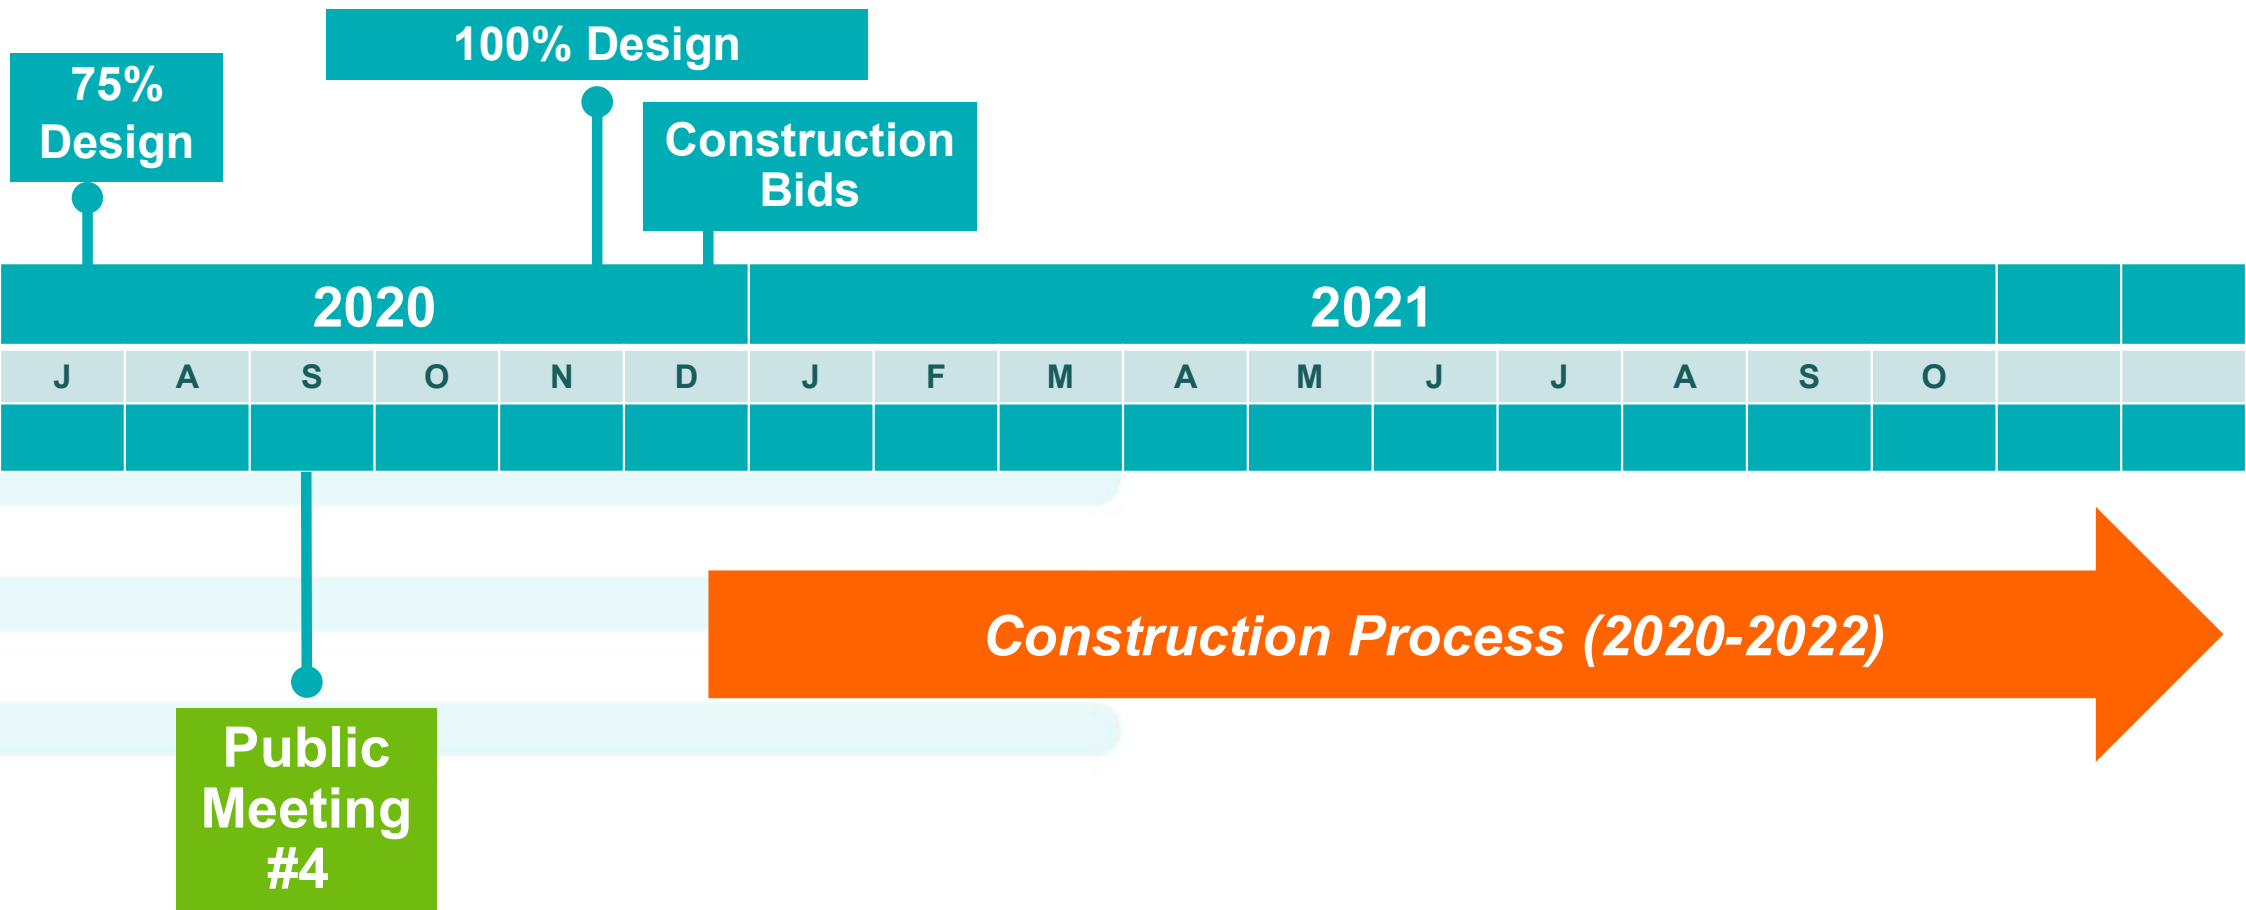 100% Design
75%
Design
Construction
Bids
2020 2021
J A S O N D J F M A M J J A S O
Construction Process (2020-2022)
Public
Meeting
#4